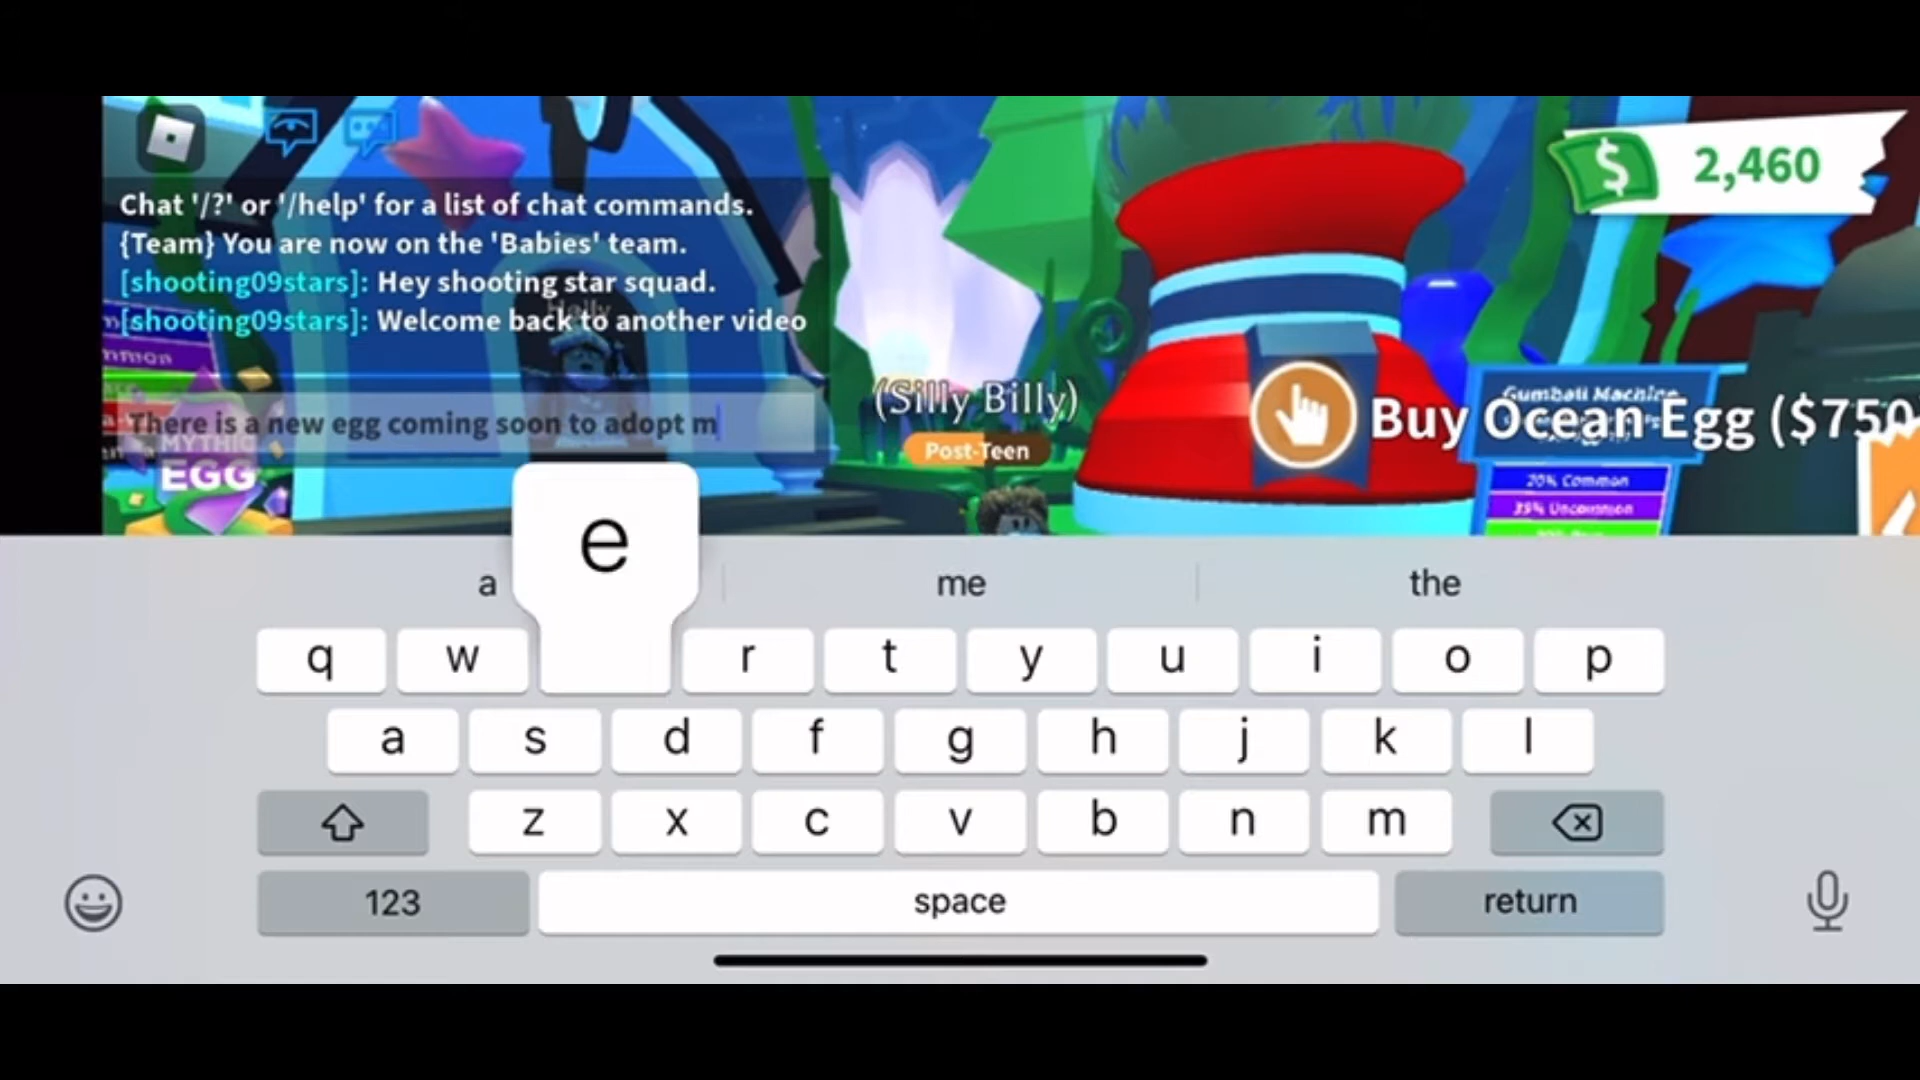 Chat '/?' or '/help' for a list of chat commands.
{Team} You are now on the 'Babies' team.
[shooting09stars]: Hey shooting star squad.
[shooting09stars]: Welcome back to another video
There is a new egg coming soon to adopt m
2,460
Holly
(Silly Billy)
Post-Teen
Buy Ocean Egg ($750
Gumball Machine
20% Common
35% Uncommon
MYTHIC
EGG
e
a
me
the
q w r t y u i o p
a s d f g h j k l
z x c v b n m
123
space
return